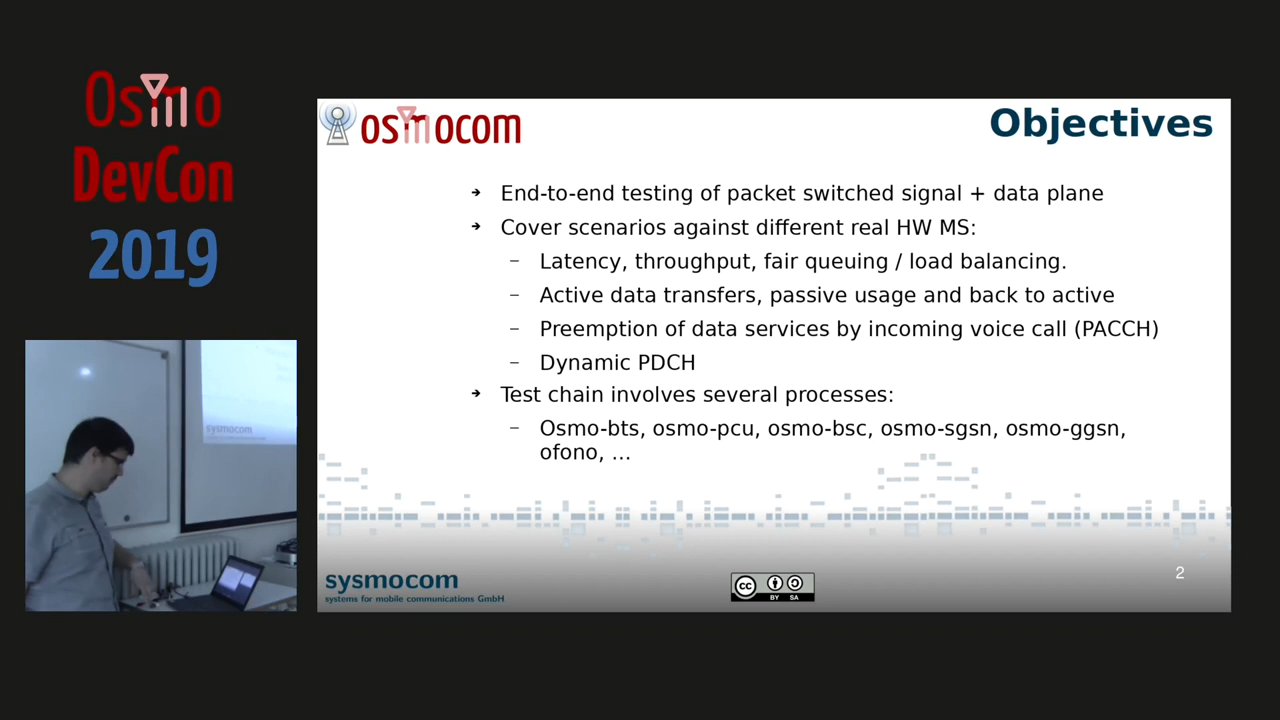 Osmo
DevCon
2019
osmocom
Objectives
End-to-end testing of packet switched signal + data plane
Cover scenarios against different real HW MS:
Latency, throughput, fair queuing / load balancing.
Active data transfers, passive usage and back to active
Preemption of data services by incoming voice call (PACCH)
Dynamic PDCH
Test chain involves several processes:
Osmo-bts, osmo-pcu, osmo-bsc, osmo-sgsn, osmo-ggsn,
ofono, ...
sysmocom
systems for mobile communications GmbH
cc
BY SA
2
sysmocom